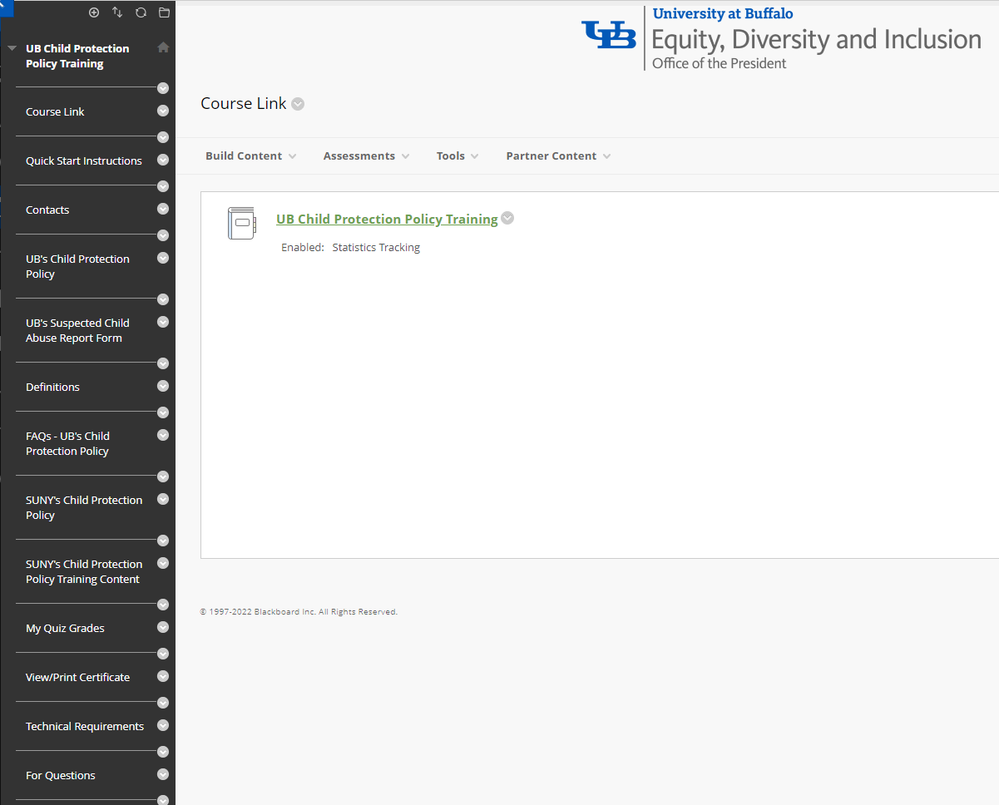 UB Child Protection
Policy Training
Course Link
Quick Start Instructions
Contacts
UB's Child Protection
Policy
UB's Suspected Child
Abuse Report Form
Definitions
FAQs - UB's Child
Protection Policy
SUNY's Child Protection
Policy
SUNY's Child Protection
Policy Training Content
My Quiz Grades
View/Print Certificate
Technical Requirements
For Questions
UB
University at Buffalo
Equity, Diversity and Inclusion
Office of the President
Course Link
Build Content Assessments Tools Partner Content
UB Child Protection Policy Training
Enabled: Statistics Tracking
© 1997-2022 Blackboard Inc. All Rights Reserved.